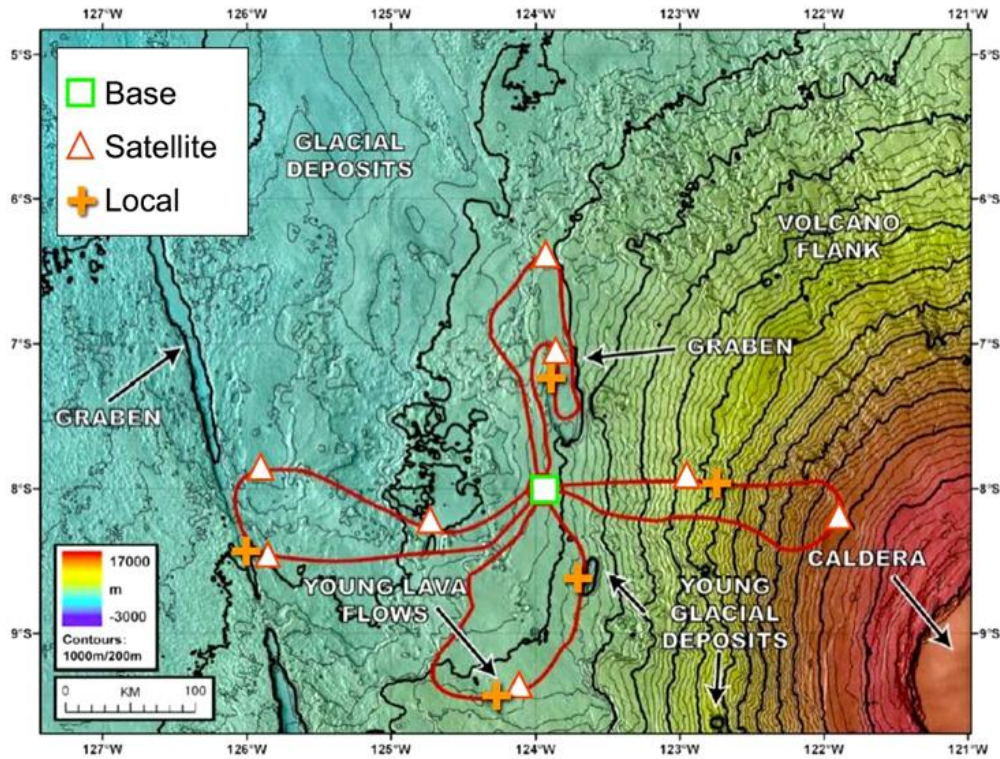 127°W 126°W 125°W 124°W 123°W 122°W 121°W
5°S 5°S
Base
Satellite
Local
GLACIAL
DEPOSITS
6°S 6°S
VOLCANO
FLANK
7°S 7°S
GRABEN
GRABEN
8°S 8°S
17000
m
-3000
Contours:
1000m/200m
YOUNG LAVA
FLOWS
YOUNG
GLACIAL
DEPOSITS
CALDERA
9°S 9°S
0 KM 100
127°W 126°W 125°W 124°W 123°W 122°W 121°W